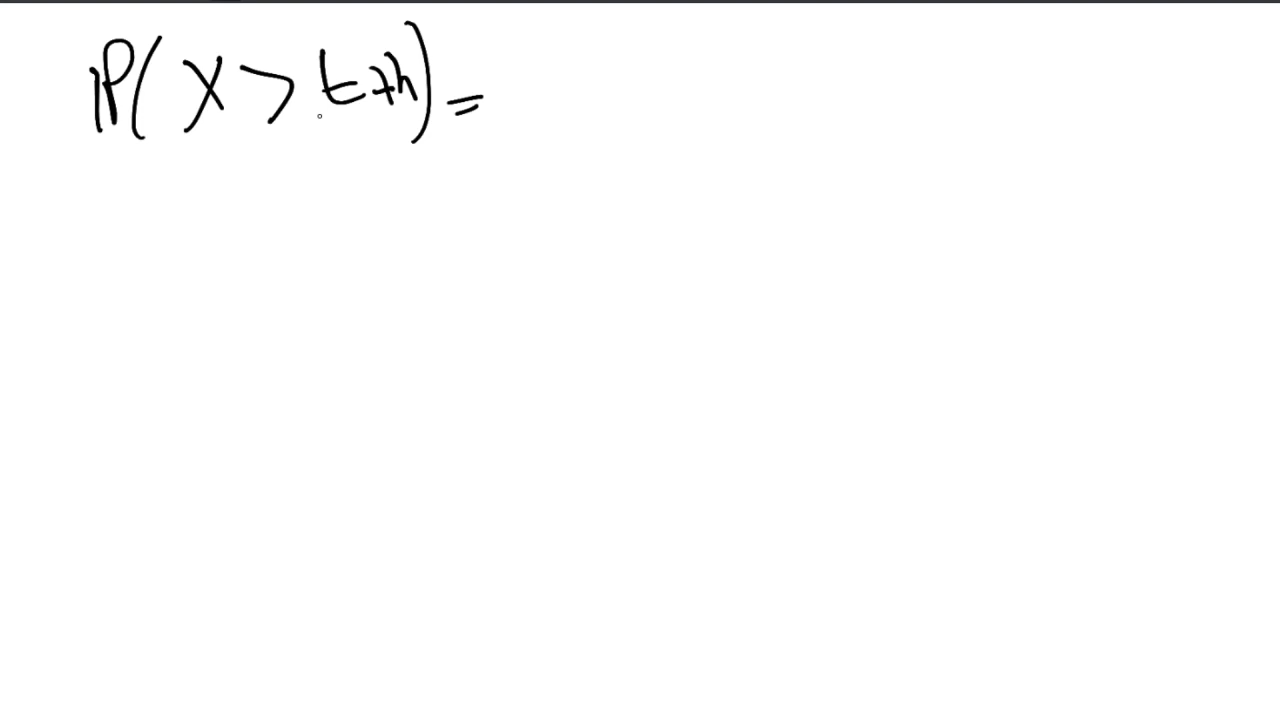 ℙ(X > t+h) =